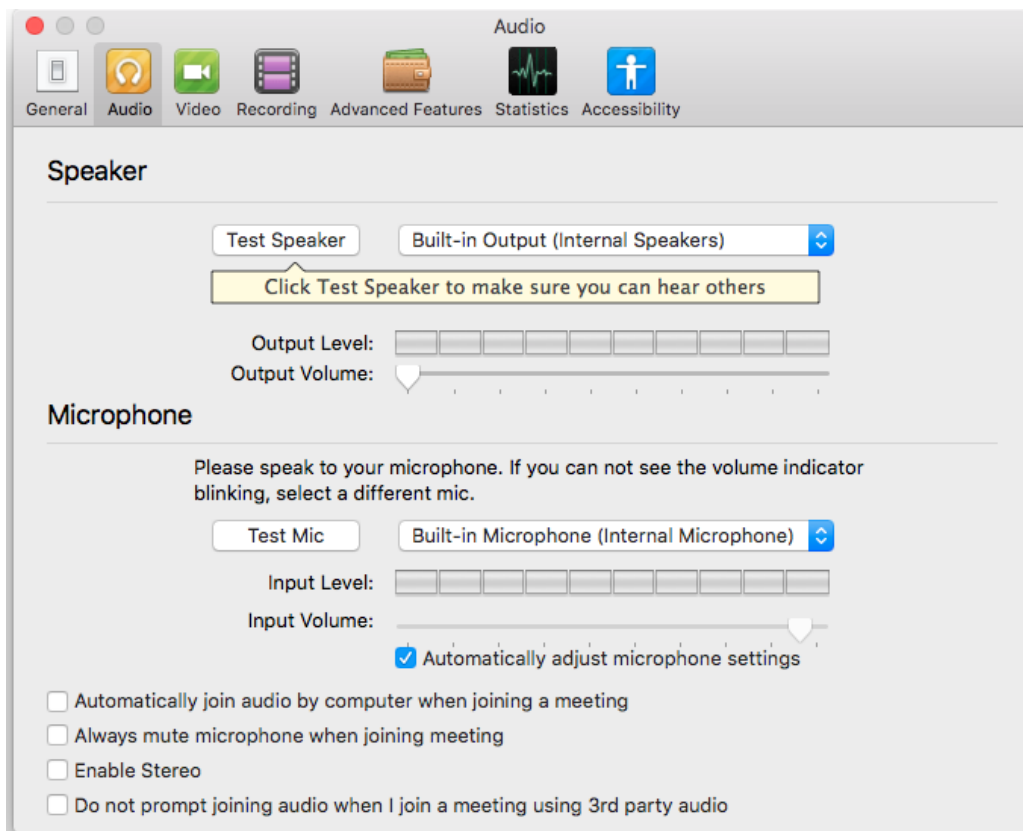 Audio
General Audio Video Recording Advanced Features Statistics Accessibility
Speaker
Test Speaker Built-in Output (Internal Speakers)
Click Test Speaker to make sure you can hear others
Output Level:
Output Volume:
Microphone
Please speak to your microphone. If you can not see the volume indicator
blinking, select a different mic.
Test Mic Built-in Microphone (Internal Microphone)
Input Level:
Input Volume:
Automatically adjust microphone settings
Automatically join audio by computer when joining a meeting
Always mute microphone when joining meeting
Enable Stereo
Do not prompt joining audio when I join a meeting using 3rd party audio